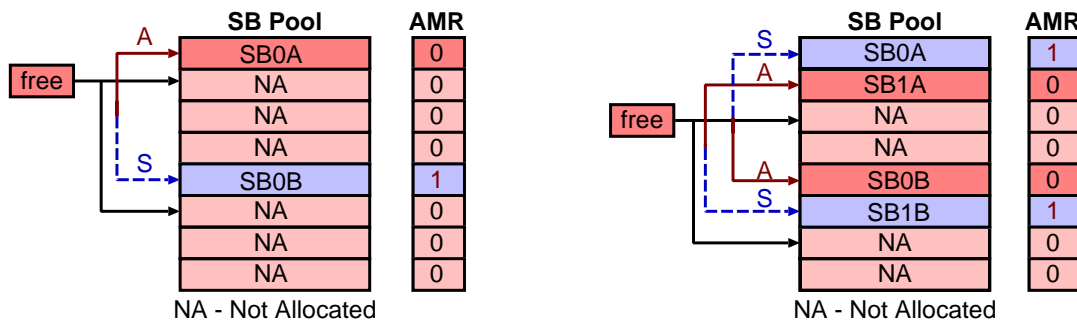 SB Pool AMR
A SB0A 0
free NA 0
NA 0
NA 0
S SB0B 1
NA 0
NA 0
NA 0
NA - Not Allocated
SB Pool AMR
S SB0A 1
A SB1A 0
free NA 0
NA 0
A SB0B 0
S SB1B 1
NA 0
NA 0
NA - Not Allocated